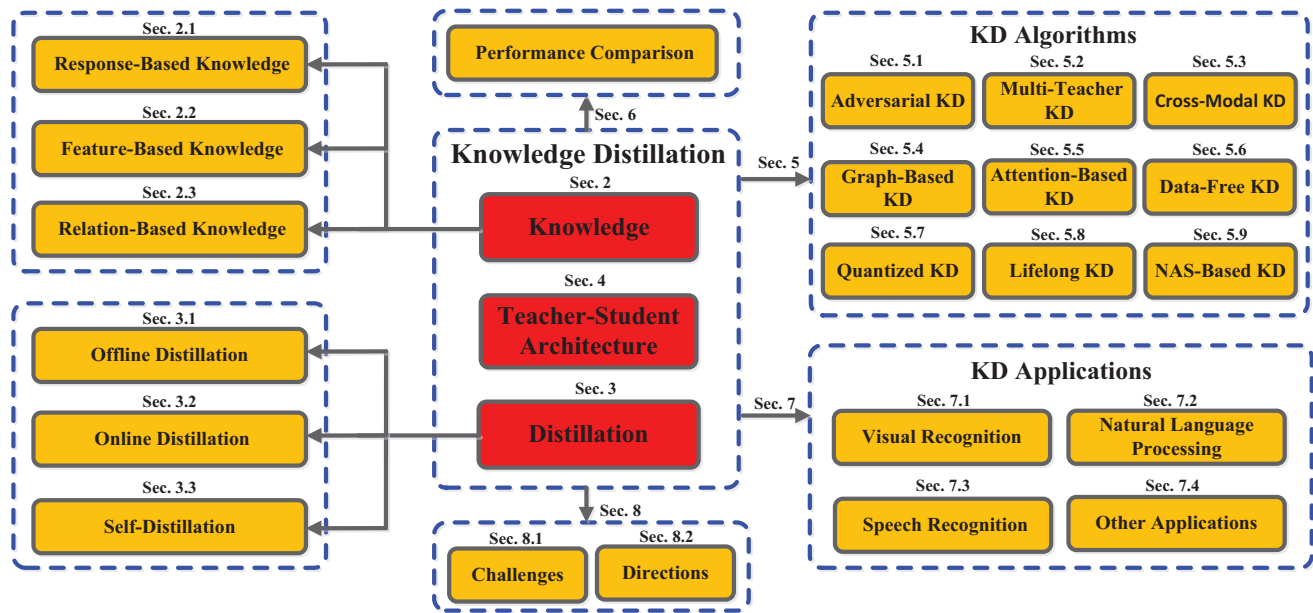 Sec. 2.1
Response-Based Knowledge
Sec. 2.2
Feature-Based Knowledge
Sec. 2.3
Relation-Based Knowledge
Sec. 3.1
Offline Distillation
Sec. 3.2
Online Distillation
Sec. 3.3
Self-Distillation
Performance Comparison
Sec. 6
Knowledge Distillation
Sec. 2
Knowledge
Sec. 4
Teacher-Student
Architecture
Sec. 3
Distillation
Sec. 8
Sec. 8.1
Challenges
Sec. 8.2
Directions
Sec. 5
KD Algorithms
Sec. 5.1
Adversarial KD
Sec. 5.2
Multi-Teacher
KD
Sec. 5.3
Cross-Modal KD
Sec. 5.4
Graph-Based
KD
Sec. 5.5
Attention-Based
KD
Sec. 5.6
Data-Free KD
Sec. 5.7
Quantized KD
Sec. 5.8
Lifelong KD
Sec. 5.9
NAS-Based KD
Sec. 7
KD Applications
Sec. 7.1
Visual Recognition
Sec. 7.2
Natural Language
Processing
Sec. 7.3
Speech Recognition
Sec. 7.4
Other Applications